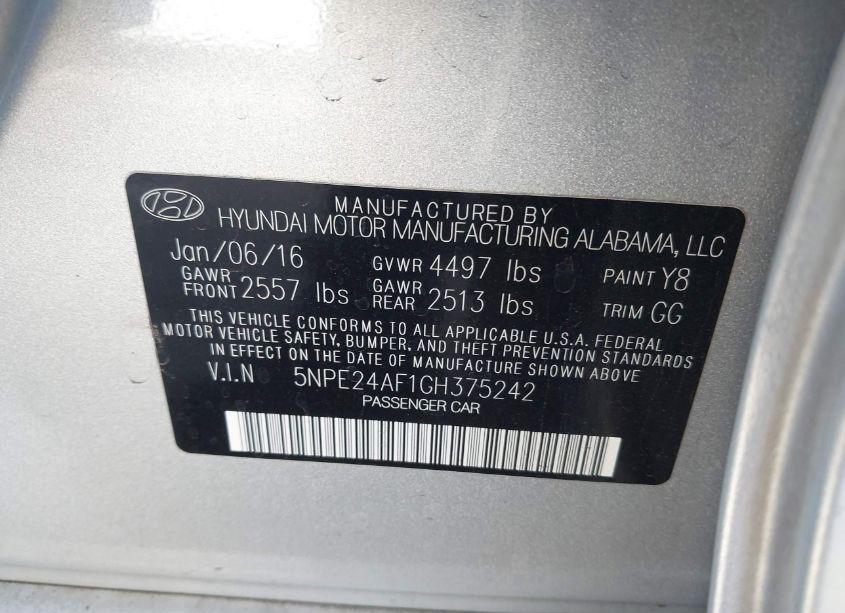 MANUFACTURED BY
HYUNDAI MOTOR MANUFACTURING ALABAMA, LLC
Jan/06/16 GVWR 4497 lbs PAINT Y8
GAWR FRONT 2557 lbs GAWR REAR 2513 lbs TRIM GG
THIS VEHICLE CONFORMS TO ALL APPLICABLE U.S.A. FEDERAL
MOTOR VEHICLE SAFETY, BUMPER, AND THEFT PREVENTION STANDARDS
IN EFFECT ON THE DATE OF MANUFACTURE SHOWN ABOVE
V.I.N 5NPE24AF1GH375242
PASSENGER CAR